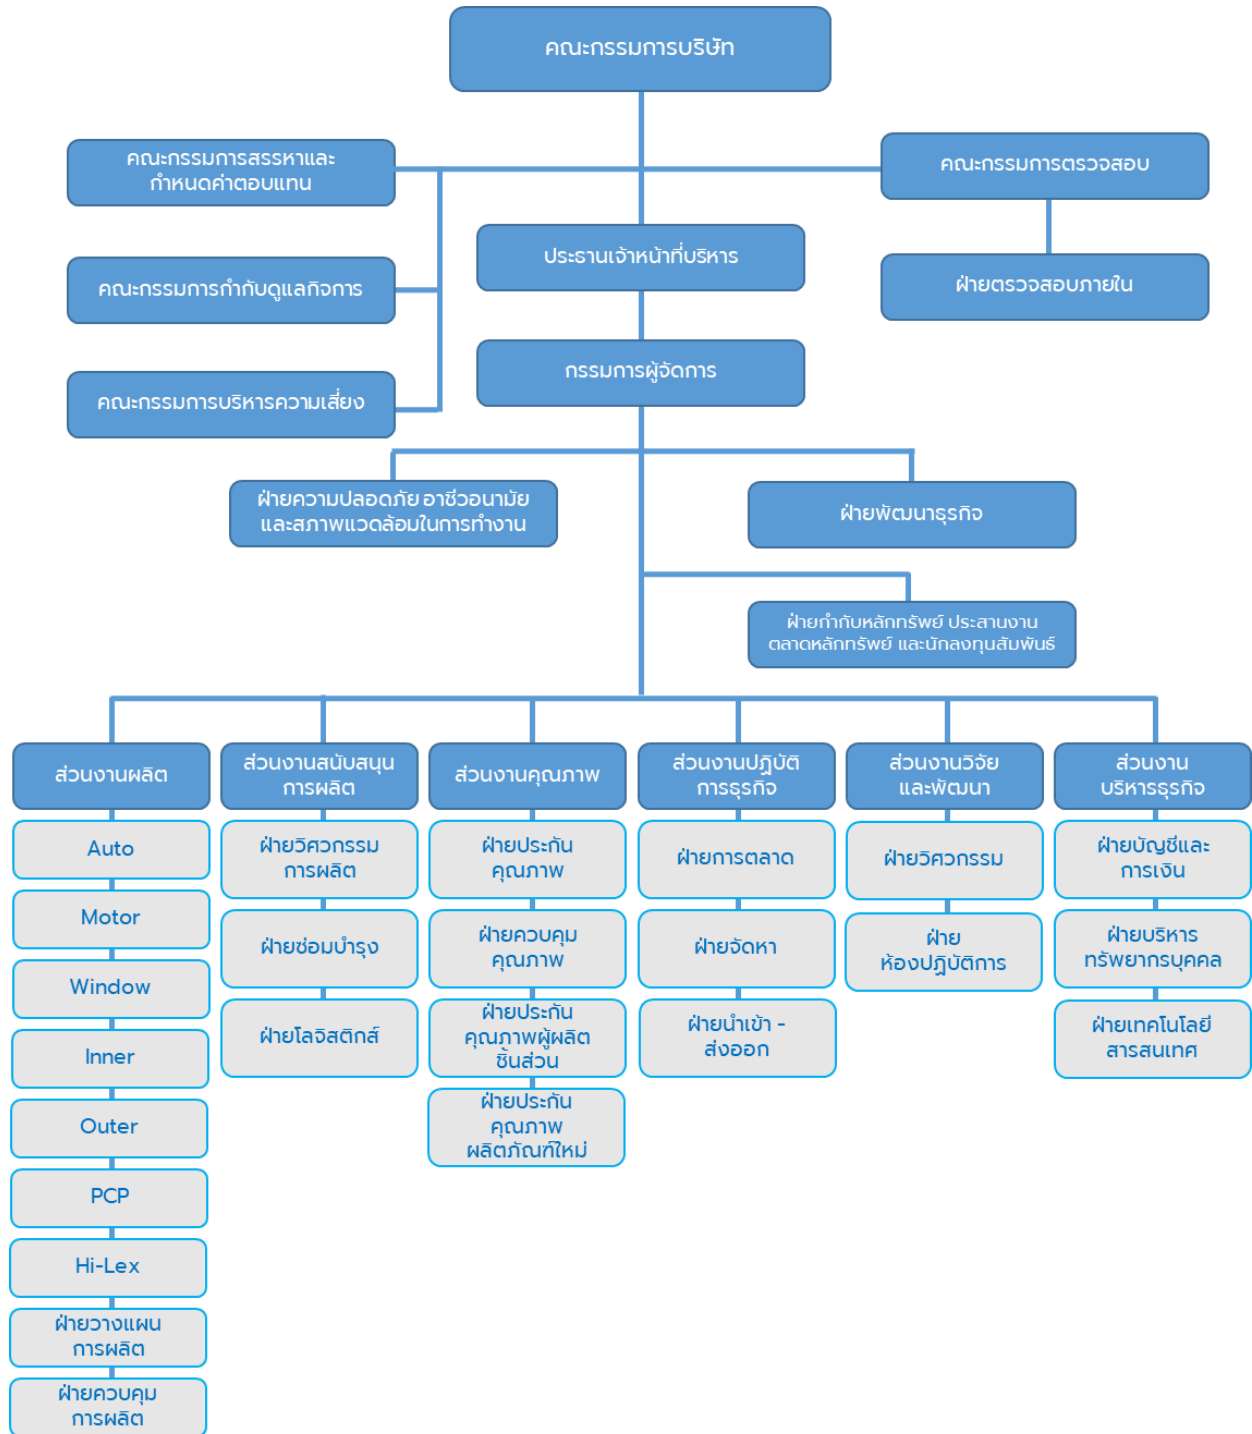 คณะกรรมการบริษัท
คณะกรรมการสรรหาและ
กำหนดค่าตอบแทน
คณะกรรมการตรวจสอบ
ประธานเจ้าหน้าที่บริหาร
คณะกรรมการกำกับดูแลกิจการ
ฝ่ายตรวจสอบภายใน
กรรมการผู้จัดการ
คณะกรรมการบริหารความเสี่ยง
ฝ่ายความปลอดภัย อาชีวอนามัย
และสภาพแวดล้อมในการทำงาน
ฝ่ายพัฒนาธุรกิจ
ฝ่ายกำกับหลักทรัพย์ ประสานงาน
ตลาดหลักทรัพย์ และนักลงทุนสัมพันธ์
ส่วนงานผลิต
Auto
Motor
Window
Inner
Outer
PCP
Hi-Lex
ฝ่ายวางแผน
การผลิต
ฝ่ายควบคุม
การผลิต
ส่วนงานสนับสนุน
การผลิต
ฝ่ายวิศวกรรม
การผลิต
ฝ่ายซ่อมบำรุง
ฝ่ายโลจิสติกส์
ส่วนงานคุณภาพ
ฝ่ายประกัน
คุณภาพ
ฝ่ายควบคุม
คุณภาพ
ฝ่ายประกัน
คุณภาพผู้ผลิต
ชิ้นส่วน
ฝ่ายประกัน
คุณภาพ
ผลิตภัณฑ์ใหม่
ส่วนงานปฏิบัติ
การธุรกิจ
ฝ่ายการตลาด
ฝ่ายจัดหา
ฝ่ายนำเข้า -
ส่งออก
ส่วนงานวิจัย
และพัฒนา
ฝ่ายวิศวกรรม
ฝ่าย
ห้องปฏิบัติการ
ส่วนงาน
บริหารธุรกิจ
ฝ่ายบัญชีและ
การเงิน
ฝ่ายบริหาร
ทรัพยากรบุคคล
ฝ่ายเทคโนโลยี
สารสนเทศ